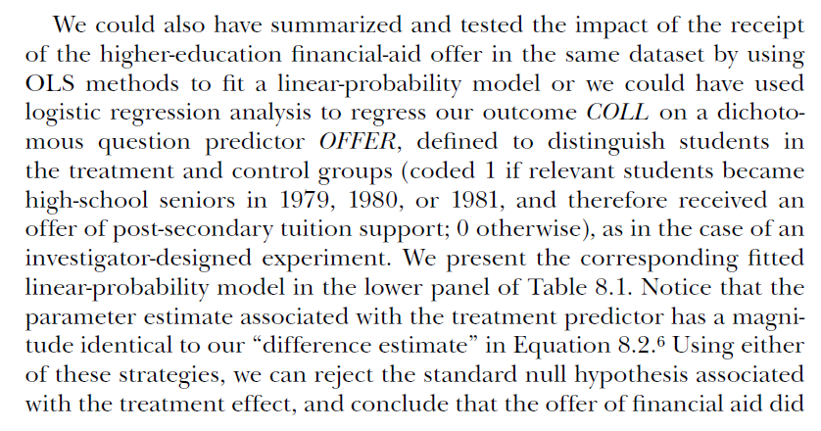 We could also have summarized and tested the impact of the receipt
of the higher-education financial-aid offer in the same dataset by using
OLS methods to fit a linear-probability model or we could have used
logistic regression analysis to regress our outcome COLL on a dichoto-
mous question predictor OFFER, defined to distinguish students in
the treatment and control groups (coded 1 if relevant students became
high-school seniors in 1979, 1980, or 1981, and therefore received an
offer of post-secondary tuition support; 0 otherwise), as in the case of an
investigator-designed experiment. We present the corresponding fitted
linear-probability model in the lower panel of Table 8.1. Notice that the
parameter estimate associated with the treatment predictor has a magni-
tude identical to our “difference estimate” in Equation 8.2.⁶ Using either
of these strategies, we can reject the standard null hypothesis associated
with the treatment effect, and conclude that the offer of financial aid did